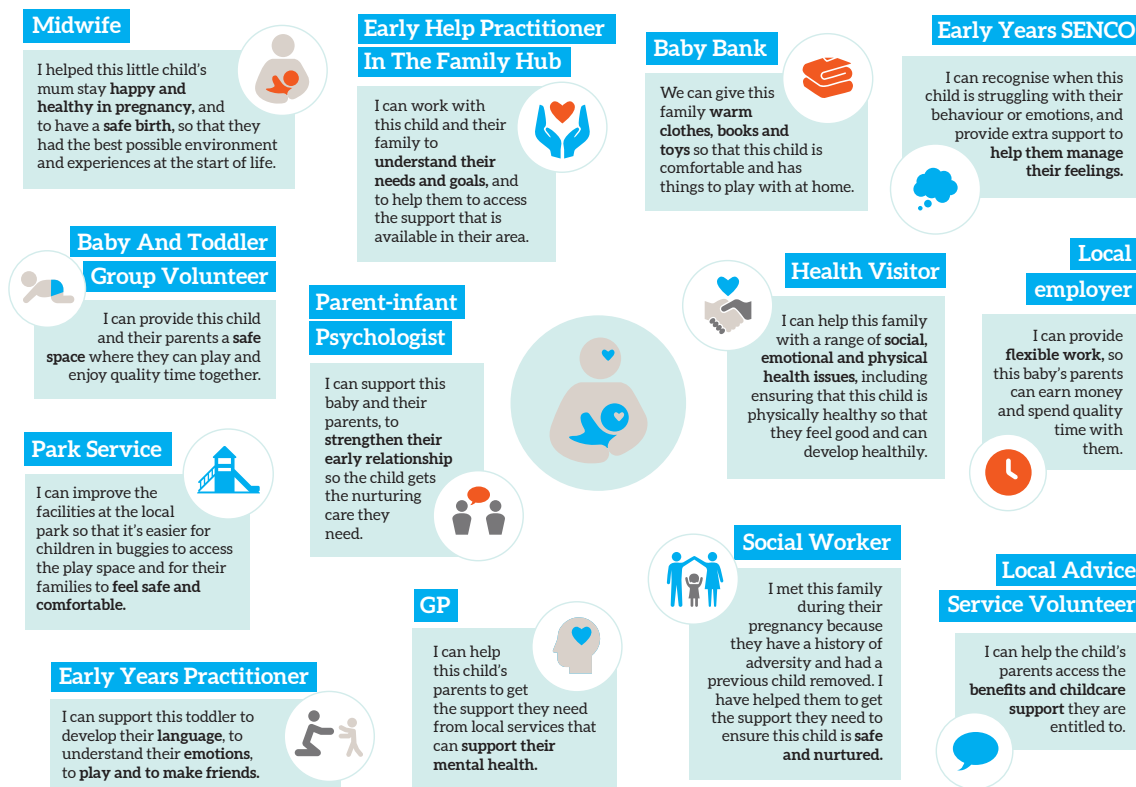 Midwife
I helped this little child's
mum stay happy and
healthy in pregnancy, and
to have a safe birth, so that they
had the best possible environment
and experiences at the start of life.
Early Help Practitioner
In The Family Hub
I can work with
this child and their
family to
understand their
needs and goals, and
to help them to access
the support that is
available in their area.
Baby Bank
We can give this
family warm
clothes, books and
toys so that this child is
comfortable and has
things to play with at home.
Early Years SENCO
I can recognise when this
child is struggling with their
behaviour or emotions, and
provide extra support to
help them manage
their feelings.
Baby And Toddler
Group Volunteer
I can provide this child
and their parents a safe
space where they can play and
enjoy quality time together.
Parent-infant
Psychologist
I can support this
baby and their
parents, to
strengthen their
early relationship
so the child gets
the nurturing
care they
need.
Health Visitor
I can help this family
with a range of social,
emotional and physical
health issues, including
ensuring that this child is
physically healthy so that
they feel good and can
develop healthily.
Local
employer
I can provide
flexible work, so
this baby's parents
can earn money
and spend quality
time with
them.
Park Service
I can improve the
facilities at the local
park so that it's easier for
children in buggies to access
the play space and for their
families to feel safe and
comfortable.
GP
I can help
this child's
parents to get
the support they need
from local services that
can support their
mental health.
Social Worker
I met this family
during their
pregnancy because
they have a history of
adversity and had a
previous child removed. I
have helped them to get
the support they need to
ensure this child is safe
and nurtured.
Local Advice
Service Volunteer
I can help the child's
parents access the
benefits and childcare
support they are
entitled to.
Early Years Practitioner
I can support this toddler to
develop their language, to
understand their emotions,
to play and to make friends.